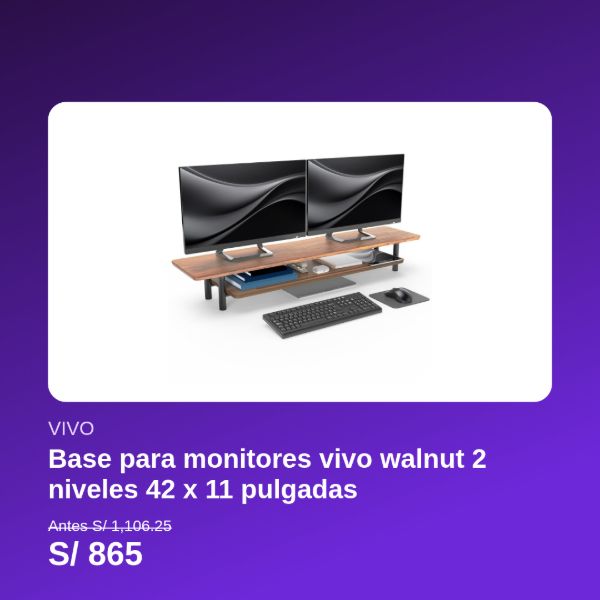 VIVO
Base para monitores vivo walnut 2
niveles 42 x 11 pulgadas
Antes S/ 1,106.25
S/ 865